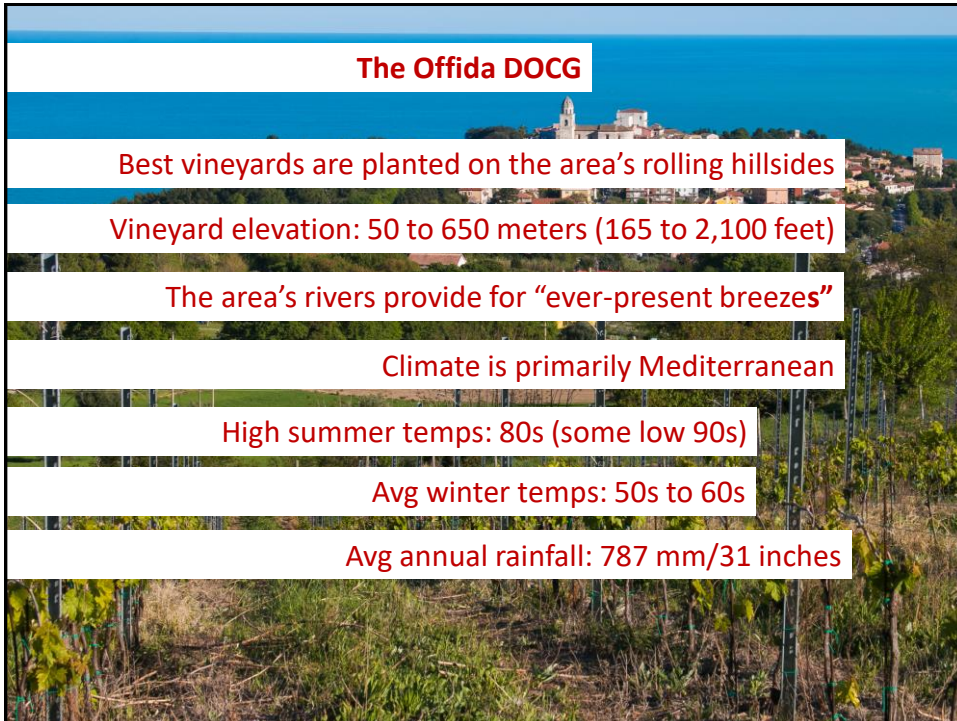 The Offida DOCG
Best vineyards are planted on the area’s rolling hillsides
Vineyard elevation: 50 to 650 meters (165 to 2,100 feet)
The area’s rivers provide for “ever-present breezes”
Climate is primarily Mediterranean
High summer temps: 80s (some low 90s)
Avg winter temps: 50s to 60s
Avg annual rainfall: 787 mm/31 inches